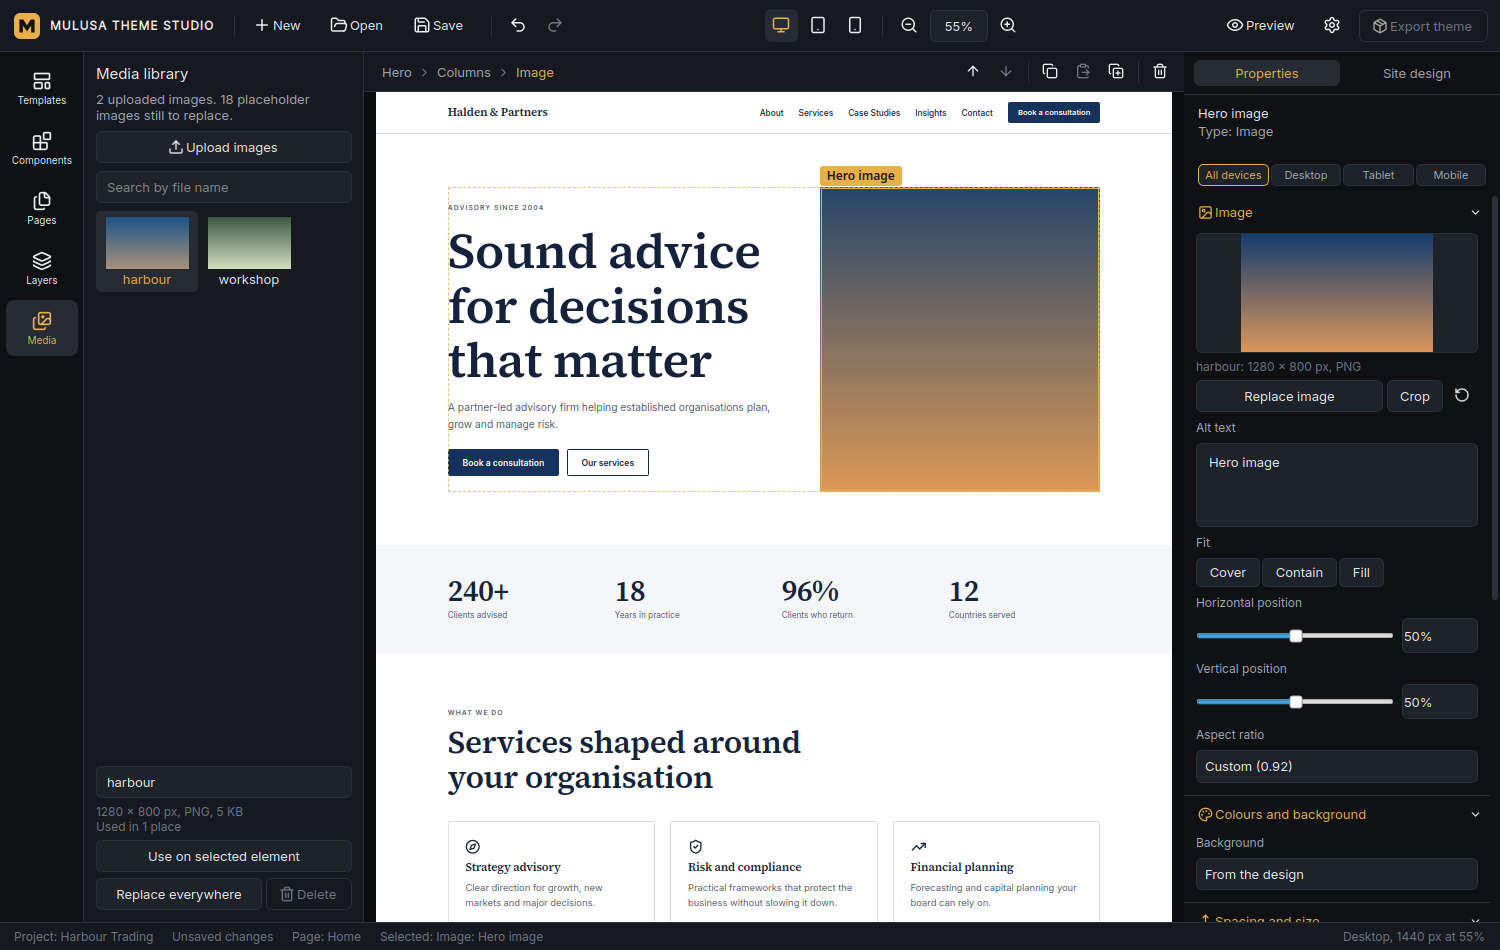 MULUSA THEME STUDIO
New
Open
Save
55%
Preview
Export theme
Templates
Components
Pages
Layers
Media
Media library
2 uploaded images. 18 placeholder
images still to replace.
Upload images
Search by file name
harbour
workshop
harbour
1280 × 800 px, PNG, 5 KB
Used in 1 place
Use on selected element
Replace everywhere
Delete
Hero
Columns
Image
Halden & Partners
About
Services
Case Studies
Insights
Contact
Book a consultation
Hero image
ADVISORY SINCE 2004
Sound advice
for decisions
that matter
A partner-led advisory firm helping established organisations plan,
grow and manage risk.
Book a consultation
Our services
240+
Clients advised
18
Years in practice
96%
Clients who return
12
Countries served
WHAT WE DO
Services shaped around
your organisation
Strategy advisory
Clear direction for growth, new
markets and major decisions.
Risk and compliance
Practical frameworks that protect the
business without slowing it down.
Financial planning
Forecasting and capital planning your
board can rely on.
Properties
Site design
Hero image
Type: Image
All devices
Desktop
Tablet
Mobile
Image
harbour: 1280 × 800 px, PNG
Replace image
Crop
Alt text
Hero image
Fit
Cover
Contain
Fill
Horizontal position
50%
Vertical position
50%
Aspect ratio
Custom (0.92)
Colours and background
Background
From the design
Spacing and size
Project: Harbour Trading
Unsaved changes
Page: Home
Selected: Image: Hero image
Desktop, 1440 px at 55%